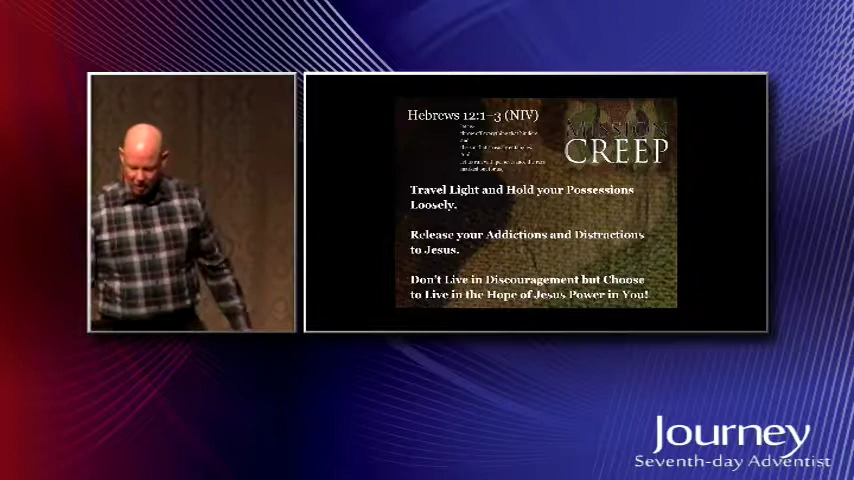 Hebrews 12:1–3 (NIV)
MISSION
CREEP
Travel Light and Hold your Possessions
Loosely.
Release your Addictions and Distractions
to Jesus.
Don't Live in Discouragement but Choose
to Live in the Hope of Jesus Power in You!
Journey
Seventh-day Adventist